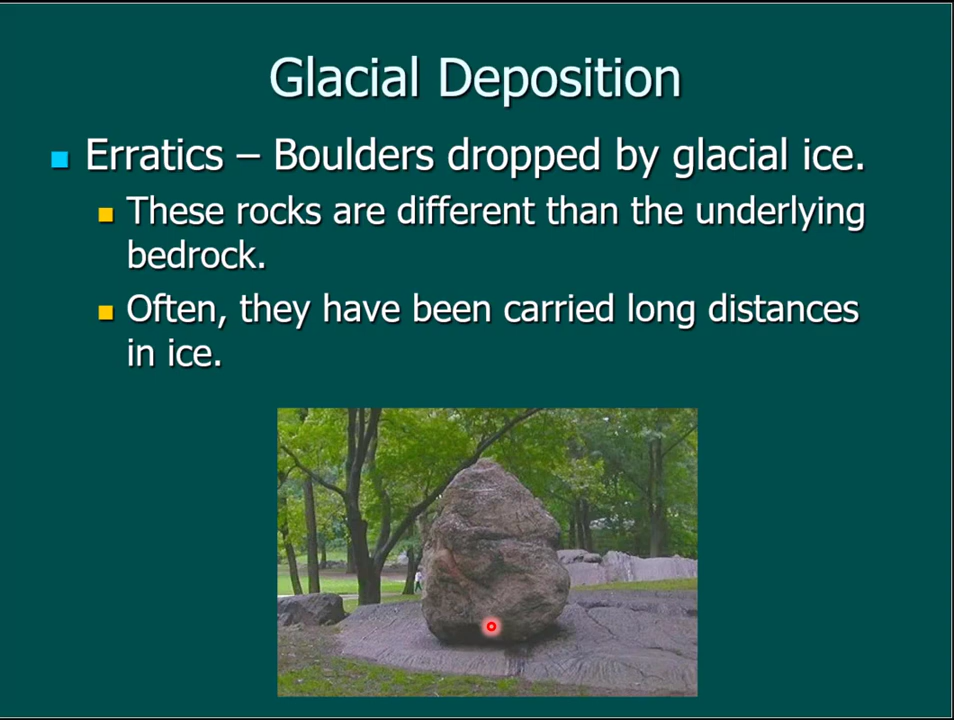 Glacial Deposition
Erratics – Boulders dropped by glacial ice.
These rocks are different than the underlying
bedrock.
Often, they have been carried long distances
in ice.